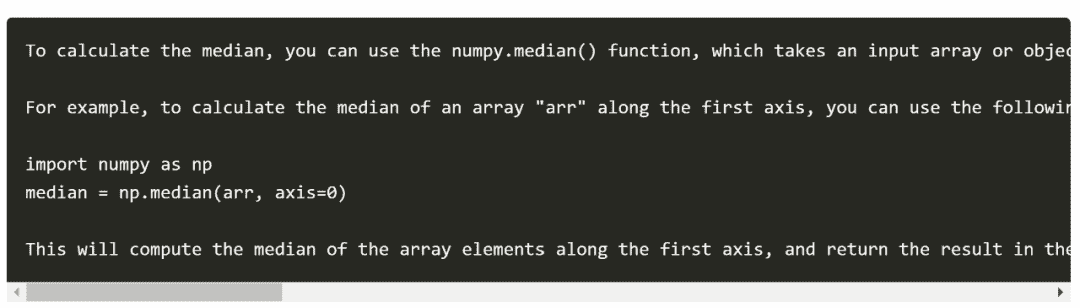 To calculate the median, you can use the numpy.median() function, which takes an input array or
For example, to calculate the median of an array "arr" along the first axis, you can use the
import numpy as np
median = np.median(arr, axis=0)
This will compute the median of the array elements along the first axis, and return the result in